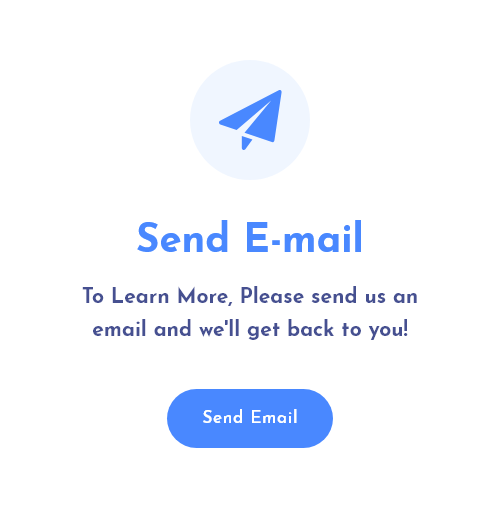 Send E-mail
To Learn More, Please send us an
email and we'll get back to you!
Send Email